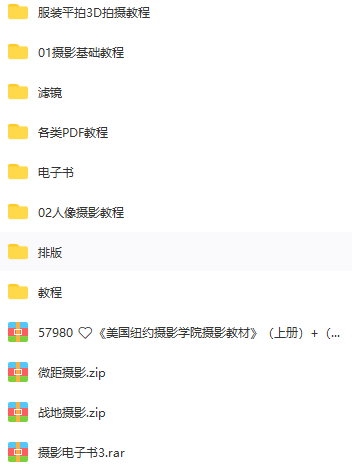 服装平拍3D拍摄教程
01摄影基础教程
滤镜
各类PDF教程
电子书
02人像摄影教程
排版
教程
57980 ♡《美国纽约摄影学院摄影教材》（上册）+（...
微距摄影.zip
战地摄影.zip
摄影电子书3.rar